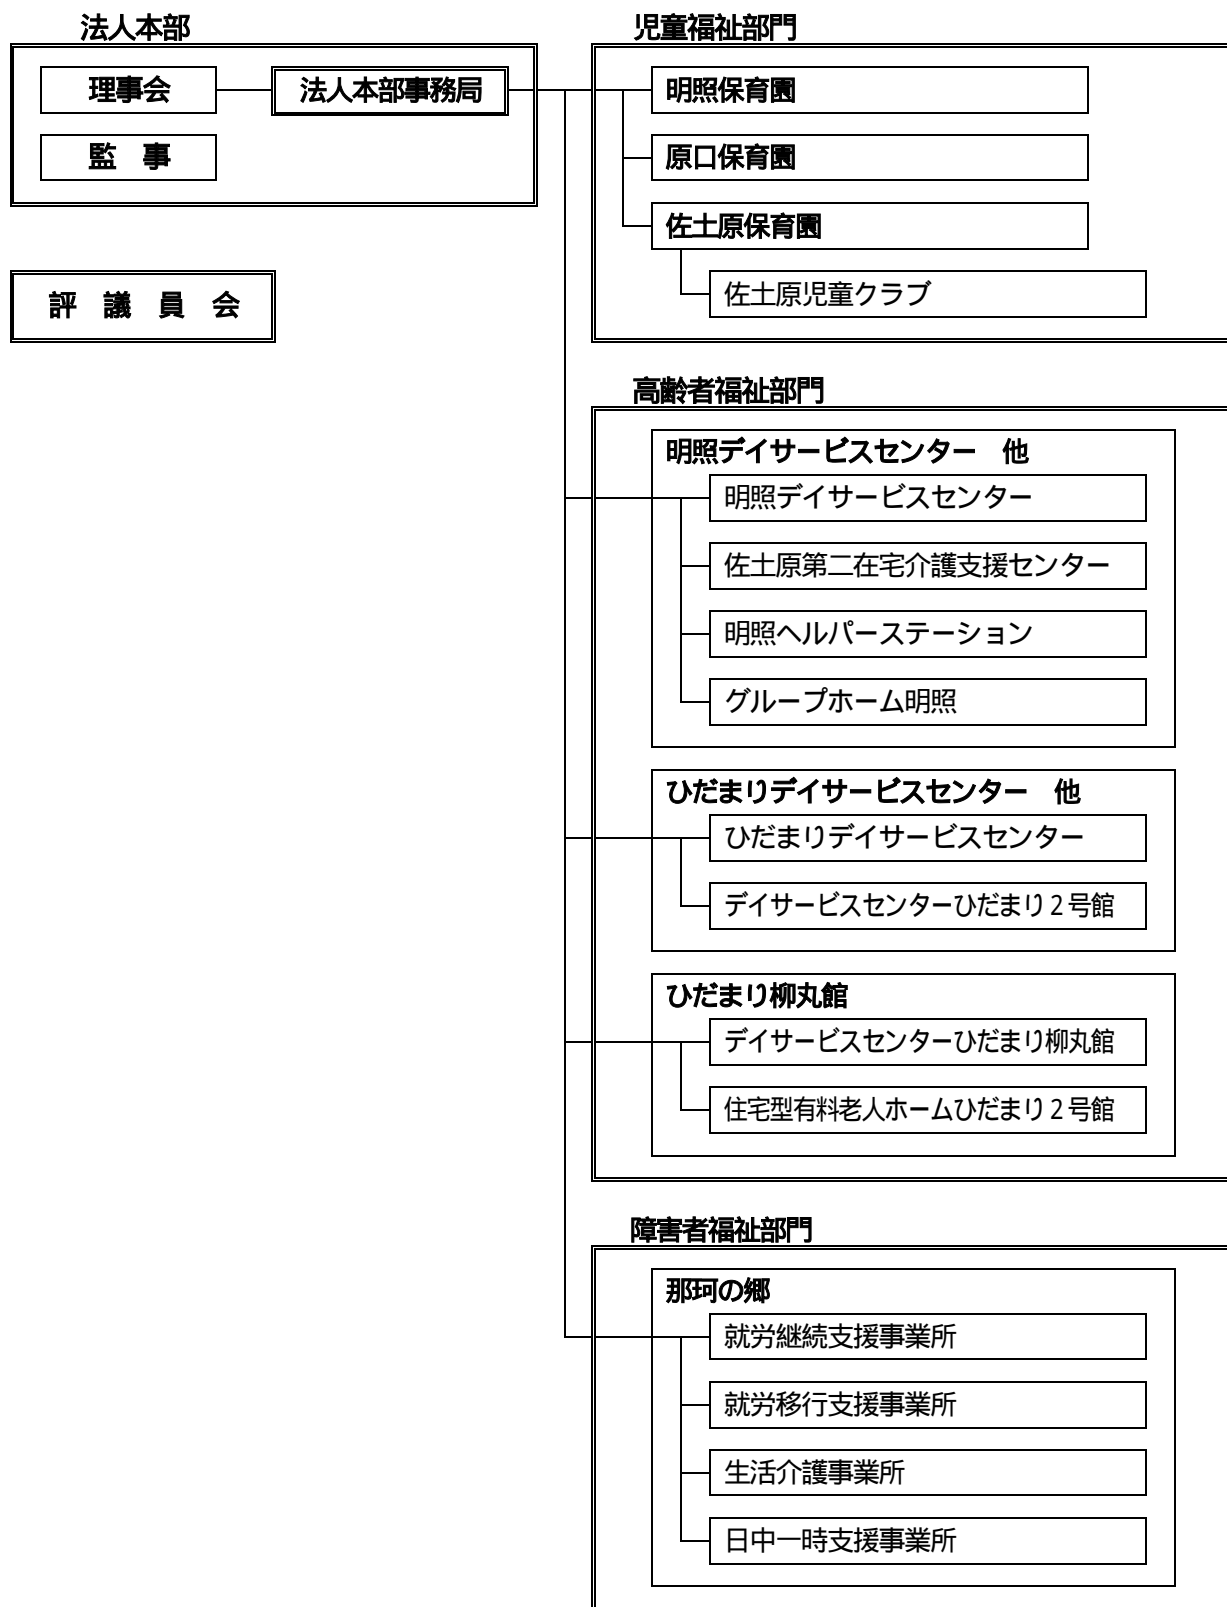 法人本部
理事会
法人本部事務局
監　事
評　議　員　会
児童福祉部門
明照保育園
原口保育園
佐土原保育園
佐土原児童クラブ
高齢者福祉部門
明照デイサービスセンター　他
明照デイサービスセンター
佐土原第二在宅介護支援センター
明照ヘルパーステーション
グループホーム明照
ひだまりデイサービスセンター　他
ひだまりデイサービスセンター
デイサービスセンターひだまり２号館
ひだまり柳丸館
デイサービスセンターひだまり柳丸館
住宅型有料老人ホームひだまり２号館
障害者福祉部門
那珂の郷
就労継続支援事業所
就労移行支援事業所
生活介護事業所
日中一時支援事業所